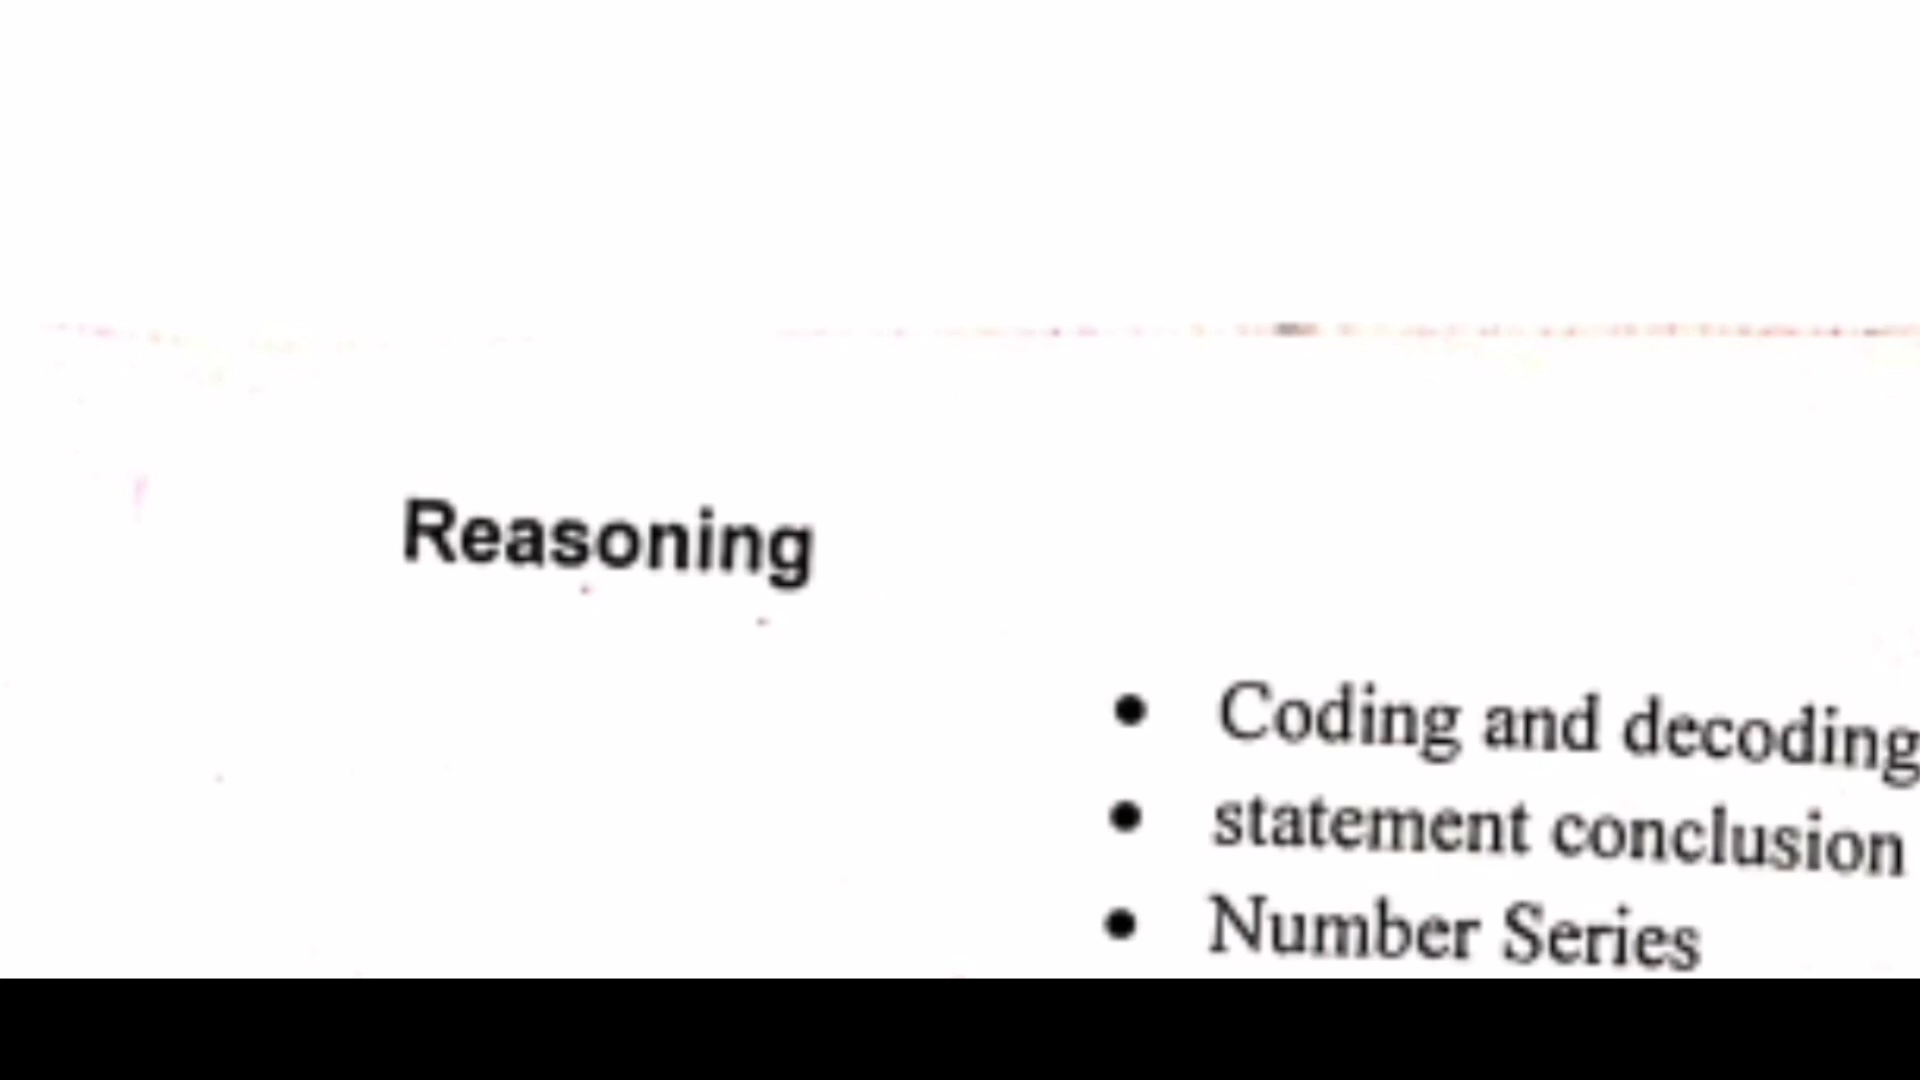 Reasoning
• Coding and decoding
• statement conclusion
• Number Series